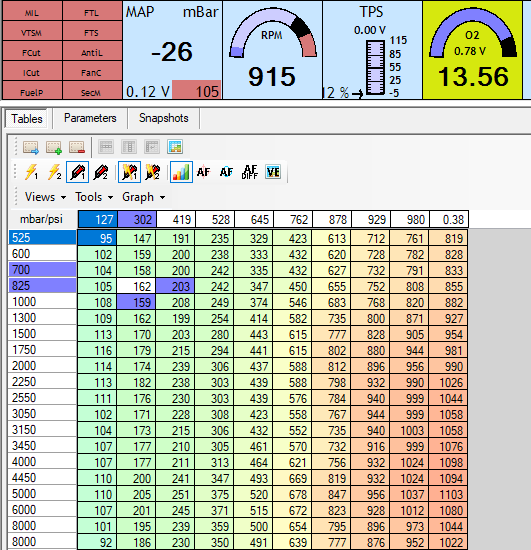 MIL FTL
VTSM FTS
FCut AntiL
ICut FanC
FuelP SecM
MAP mBar
-26
0.12 V 105
RPM
915
TPS
0.00 V
115
85
55
25
-5
12 %
O2
0.78 V
13.56
Tables Parameters Snapshots
1 2 1 2 1 2 AF AF AF DIFF VE
Views Tools Graph
mbar/psi 127 302 419 528 645 762 878 929 980 0.38
525 95 147 191 235 329 423 613 712 761 819
600 102 159 200 238 333 432 620 728 782 828
700 104 158 200 242 335 432 627 732 791 833
825 105 162 203 242 347 450 655 752 808 855
1000 108 159 208 249 374 546 683 768 820 882
1300 109 162 199 254 414 582 735 800 871 927
1500 113 170 203 280 443 615 777 828 905 954
1750 116 179 215 294 441 615 802 880 944 981
2000 114 174 239 306 437 588 812 896 956 990
2250 113 182 238 303 439 588 798 932 990 1026
2550 111 176 230 303 439 576 784 940 999 1044
3050 102 171 228 308 423 558 767 944 999 1058
3150 104 173 215 306 432 552 735 940 1003 1058
3450 107 177 210 305 461 570 732 916 999 1076
4000 107 177 211 313 464 621 756 932 1024 1098
4450 110 200 241 347 493 669 819 932 1024 1094
5000 110 205 251 375 520 678 847 956 1037 1103
6000 107 201 245 371 515 672 823 928 1012 1080
8000 101 195 239 359 500 654 795 896 973 1044
8000 92 186 230 350 491 639 777 876 952 1022